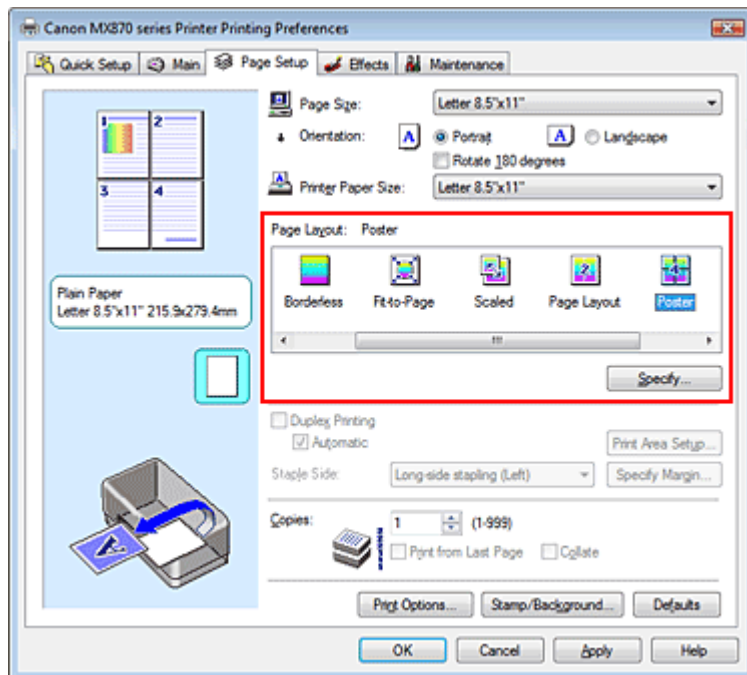 Canon MX870 series Printer Printing Preferences
Quick Setup Main Page Setup Effects Maintenance
1 2
3 4
Plain Paper
Letter 8.5"x11" 215.9x279.4mm
Page Size: Letter 8.5"x11"
Orientation: A Portrait A Landscape
Rotate 180 degrees
Printer Paper Size: Letter 8.5"x11"
Page Layout: Poster
Borderless Fit-to-Page Scaled Page Layout Poster
Specify...
Duplex Printing
Automatic Print Area Setup...
Staple Side: Long-side stapling (Left) Specify Margin...
Copies: 1 (1-999)
Print from Last Page Collate
Print Options... Stamp/Background... Defaults
OK Cancel Apply Help